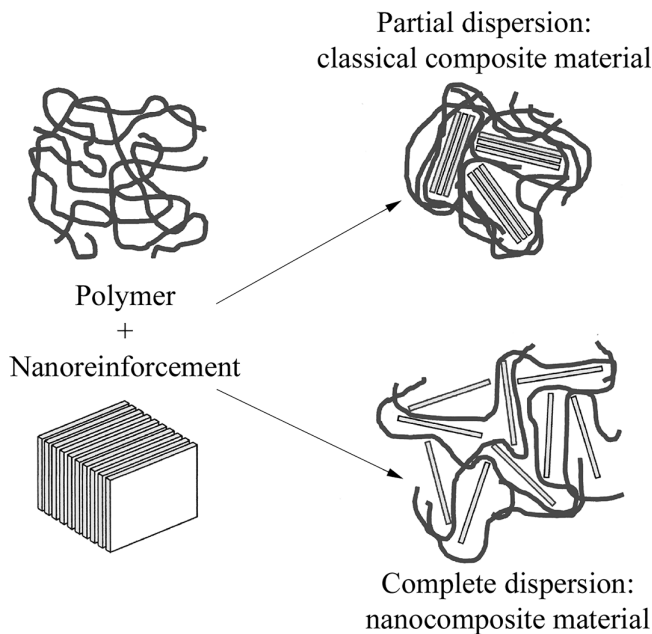 Partial dispersion:
classical composite material
Polymer
+
Nanoreinforcement
Complete dispersion:
nanocomposite material